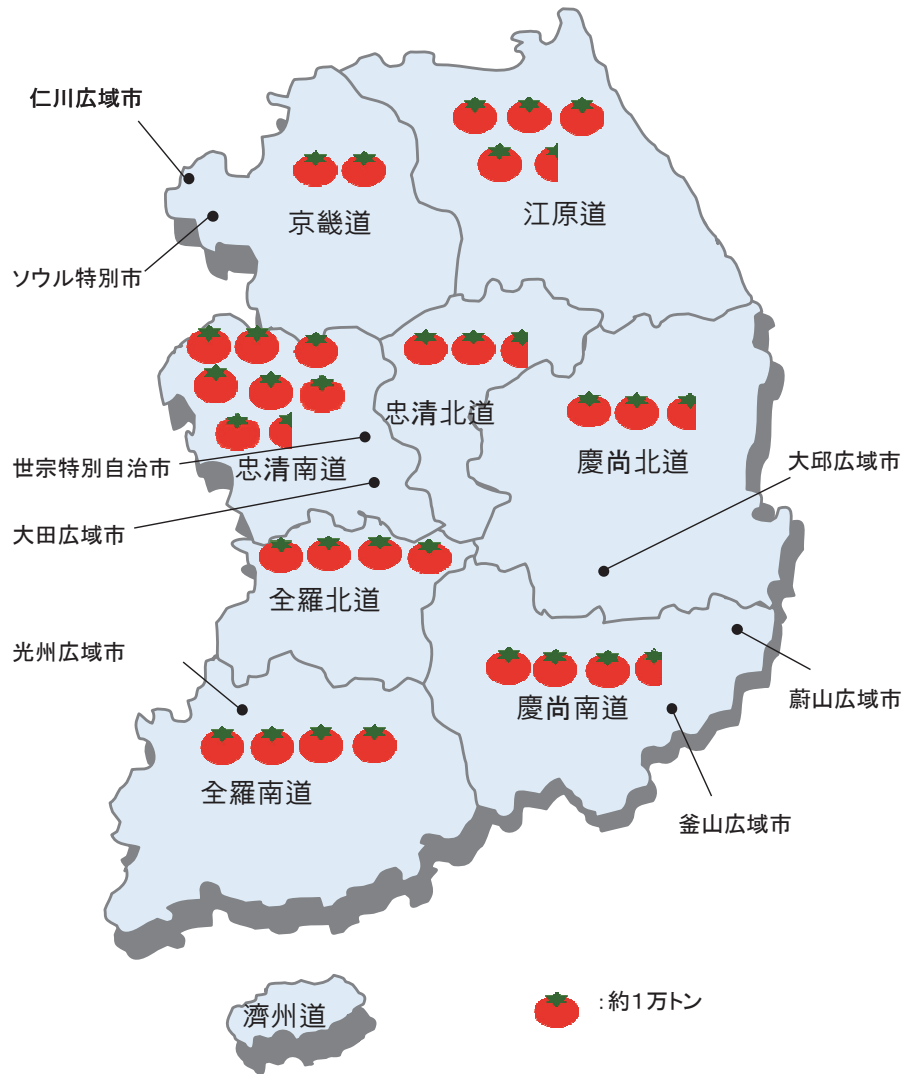 仁川広域市
京畿道
江原道
ソウル特別市
忠清北道
慶尚北道
世宗特別自治市
忠清南道
大邱広域市
大田広域市
全羅北道
光州広域市
慶尚南道
蔚山広域市
全羅南道
釜山広域市
濟州道
:約1万トン